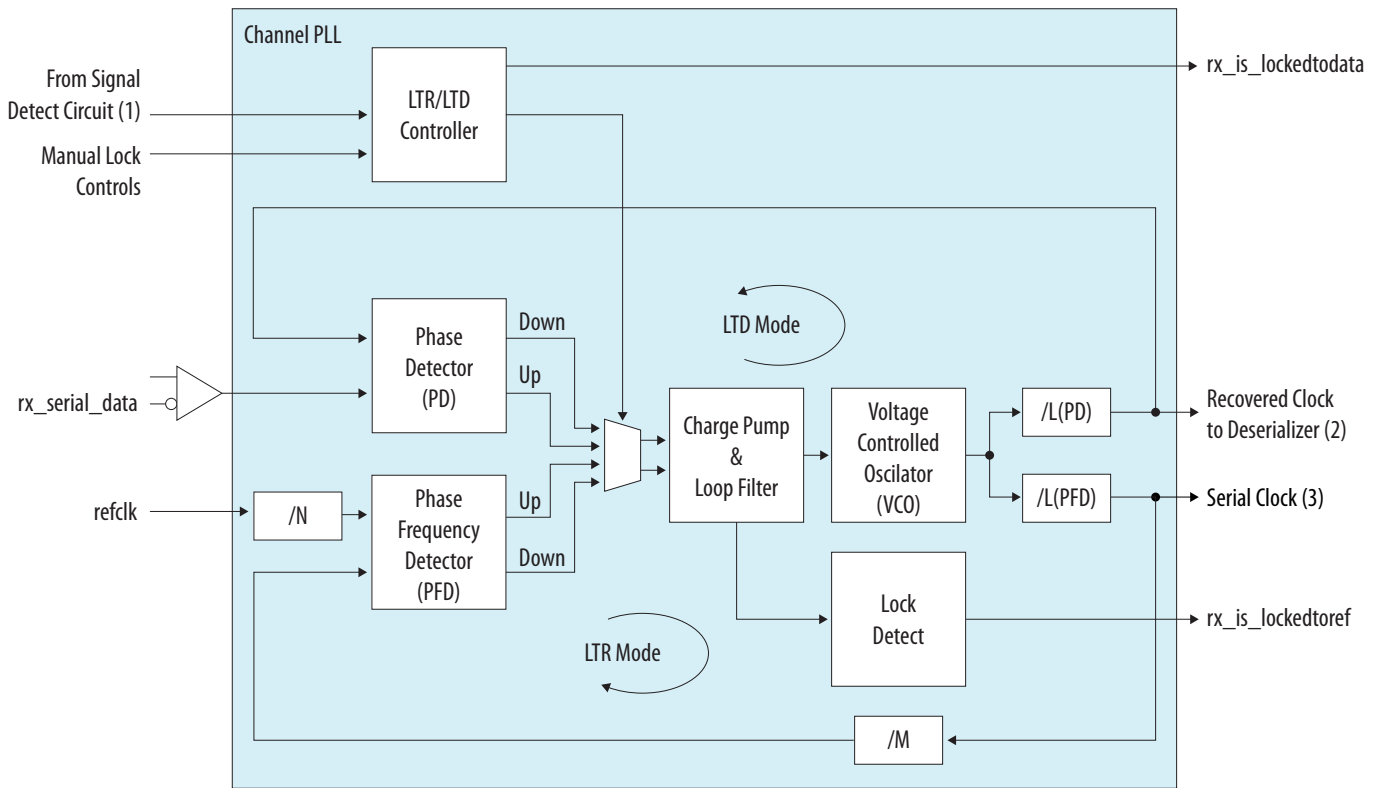 Channel PLL
From Signal
Detect Circuit (1)
Manual Lock
Controls
LTR/LTD
Controller
rx_is_lockedtodata
LTD Mode
Down
Up
Phase
Detector
(PD)
rx_serial_data
Charge Pump
&
Loop Filter
Voltage
Controlled
Oscilator
(VCO)
/L(PD)
Recovered Clock
to Deserializer (2)
refclk
/N
Phase
Frequency
Detector
(PFD)
Up
Down
/L(PFD)
Serial Clock (3)
Lock
Detect
rx_is_lockedtoref
LTR Mode
/M